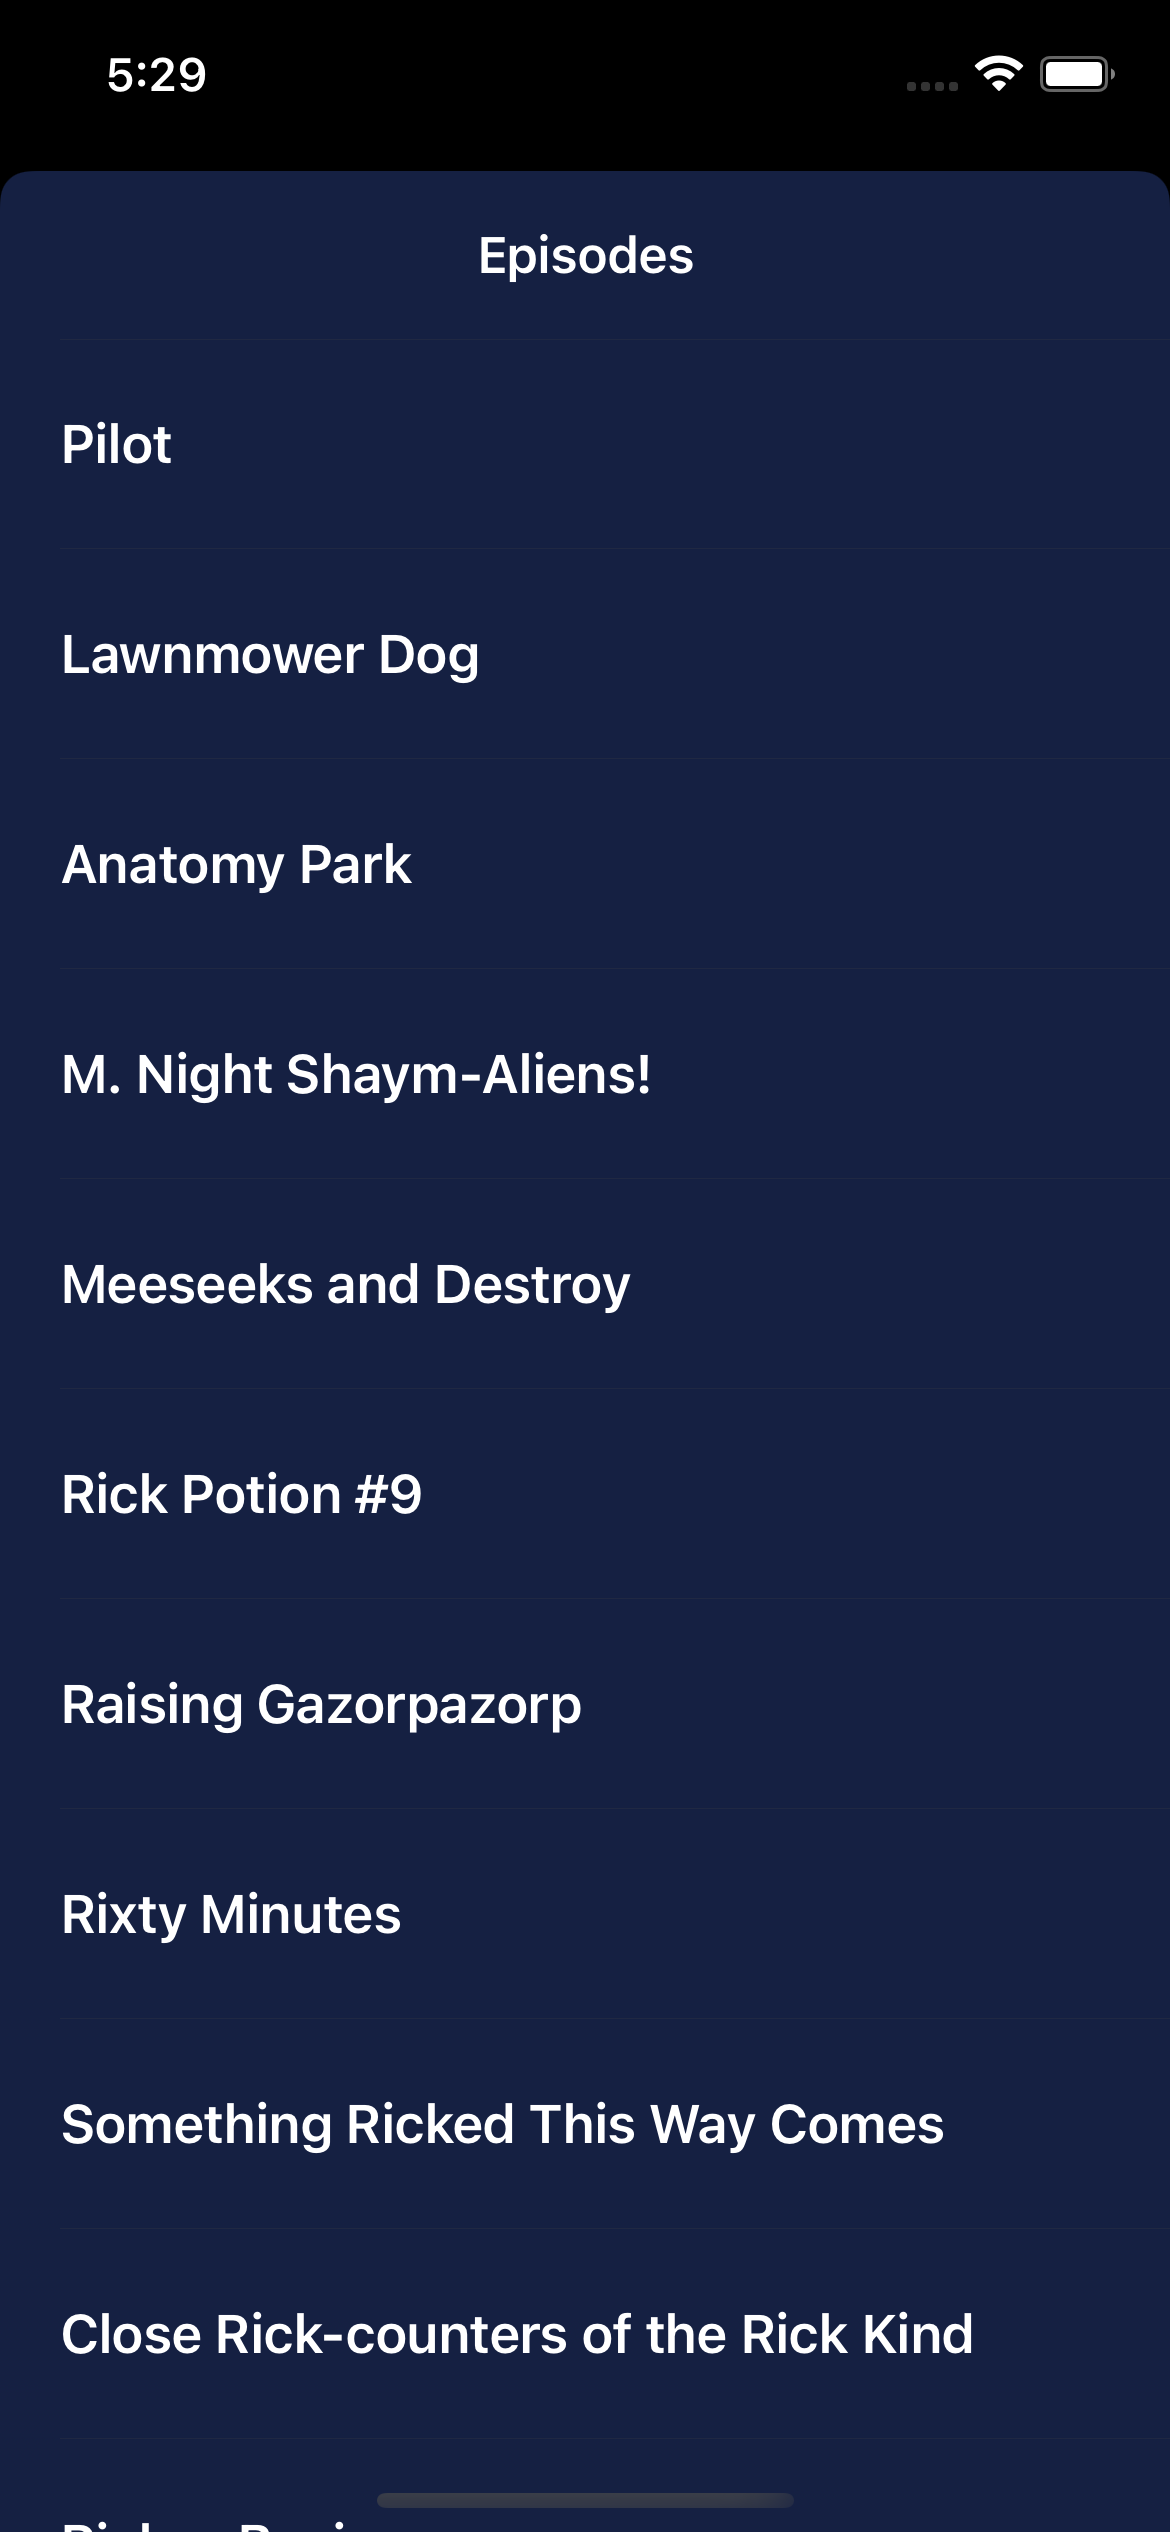 5:29
Episodes
Pilot
Lawnmower Dog
Anatomy Park
M. Night Shaym-Aliens!
Meeseeks and Destroy
Rick Potion #9
Raising Gazorpazorp
Rixty Minutes
Something Ricked This Way Comes
Close Rick-counters of the Rick Kind